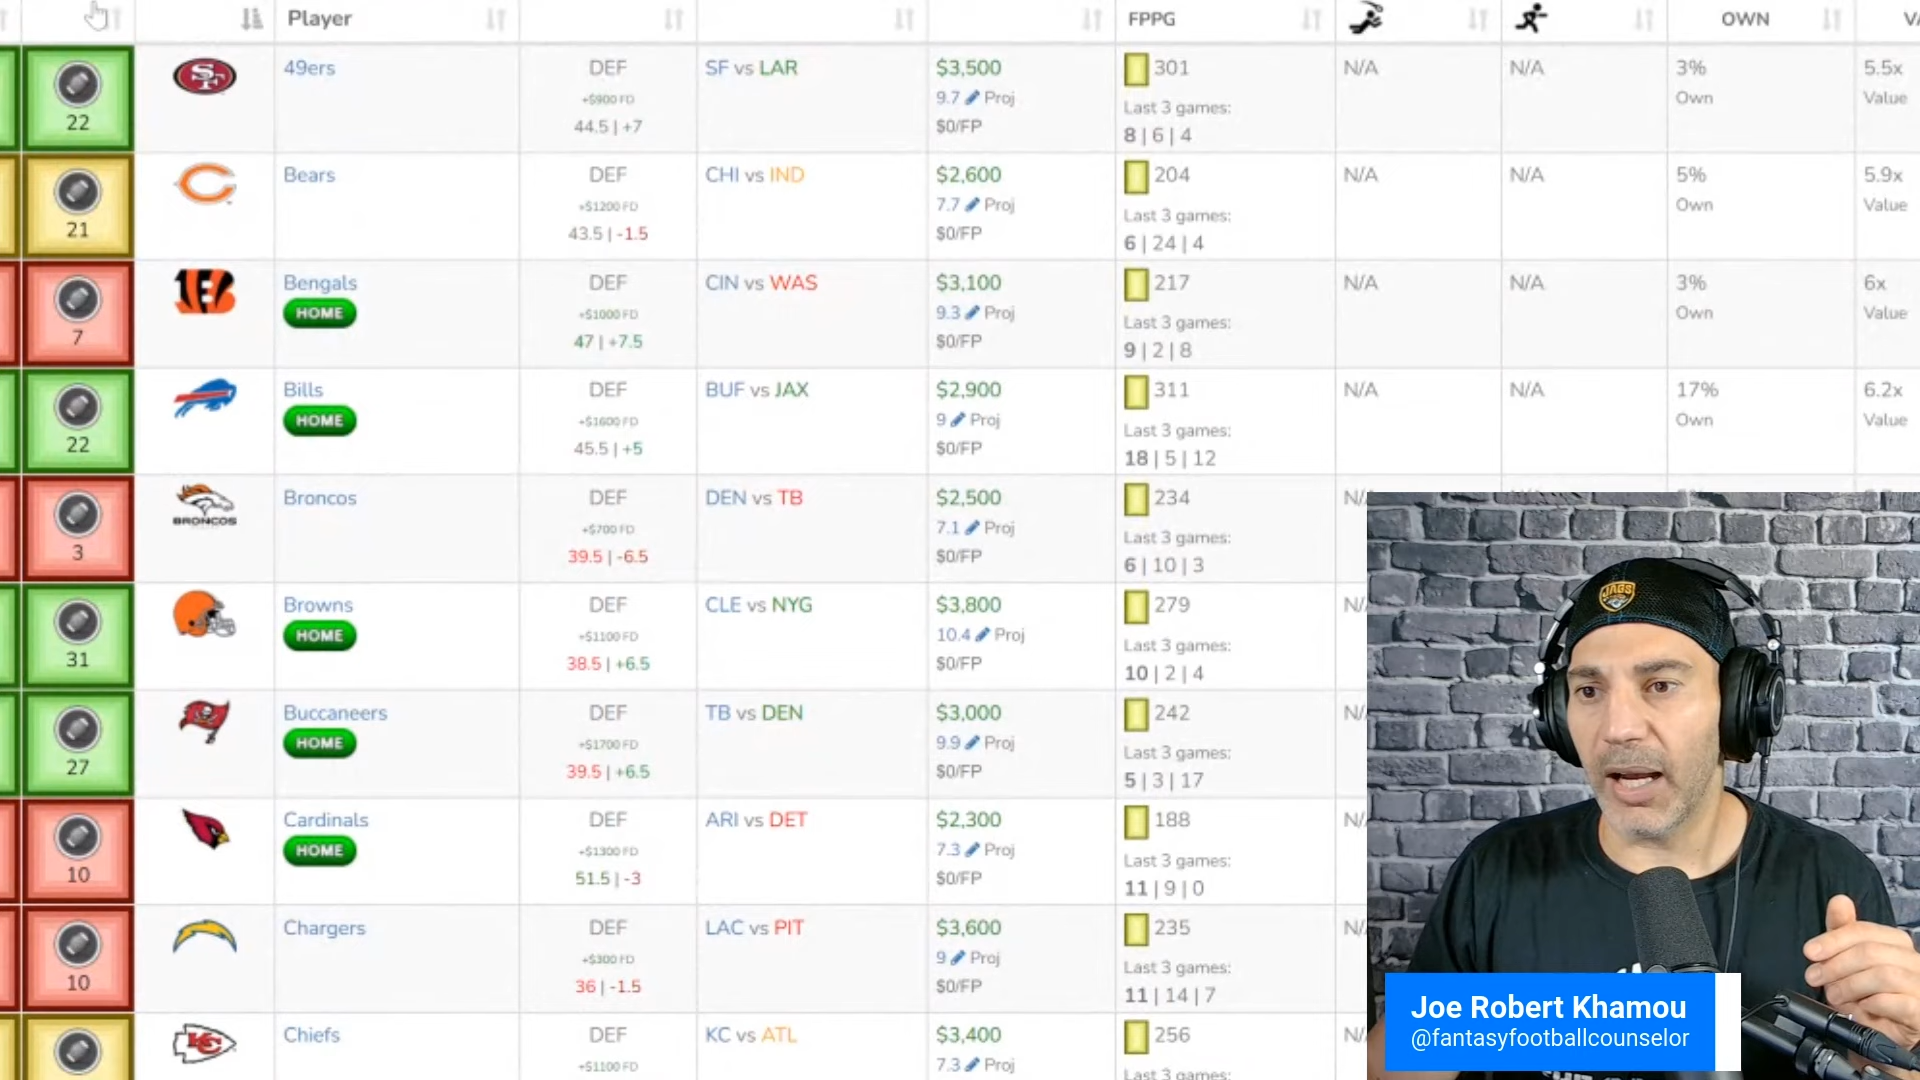 Player FPPG OWN
22 49ers DEF SF vs LAR $3,500 301 N/A N/A 3% 5.5x
+$900 FD 9.7 Proj Last 3 games: Own Value
44.5 | +7 $0/FP 8 | 6 | 4
21 Bears DEF CHI vs IND $2,600 204 N/A N/A 5% 5.9x
+$1200 FD 7.7 Proj Last 3 games: Own Value
43.5 | -1.5 $0/FP 6 | 24 | 4
7 Bengals DEF CIN vs WAS $3,100 217 N/A N/A 3% 6x
HOME +$1000 FD 9.3 Proj Last 3 games: Own Value
47 | +7.5 $0/FP 9 | 2 | 8
22 Bills DEF BUF vs JAX $2,900 311 N/A N/A 17% 6.2x
HOME +$1600 FD 9 Proj Last 3 games: Own Value
45.5 | +5 $0/FP 18 | 5 | 12
BRONCOS
3 Broncos DEF DEN vs TB $2,500 234
+$700 FD 7.1 Proj Last 3 games:
39.5 | -6.5 $0/FP 6 | 10 | 3
31 Browns DEF CLE vs NYG $3,800 279
HOME +$1100 FD 10.4 Proj Last 3 games:
38.5 | +6.5 $0/FP 10 | 2 | 4
27 Buccaneers DEF TB vs DEN $3,000 242
HOME +$1700 FD 9.9 Proj Last 3 games:
39.5 | +6.5 $0/FP 5 | 3 | 17
10 Cardinals DEF ARI vs DET $2,300 188
HOME +$1300 FD 7.3 Proj Last 3 games:
51.5 | -3 $0/FP 11 | 9 | 0
10 Chargers DEF LAC vs PIT $3,600 235
+$300 FD 9 Proj Last 3 games:
36 | -1.5 $0/FP 11 | 14 | 7
Chiefs DEF KC vs ATL $3,400 256
+$1100 FD 7.3 Proj Last 3 games:
JAGS
Joe Robert Khamou
@fantasyfootballcounselor